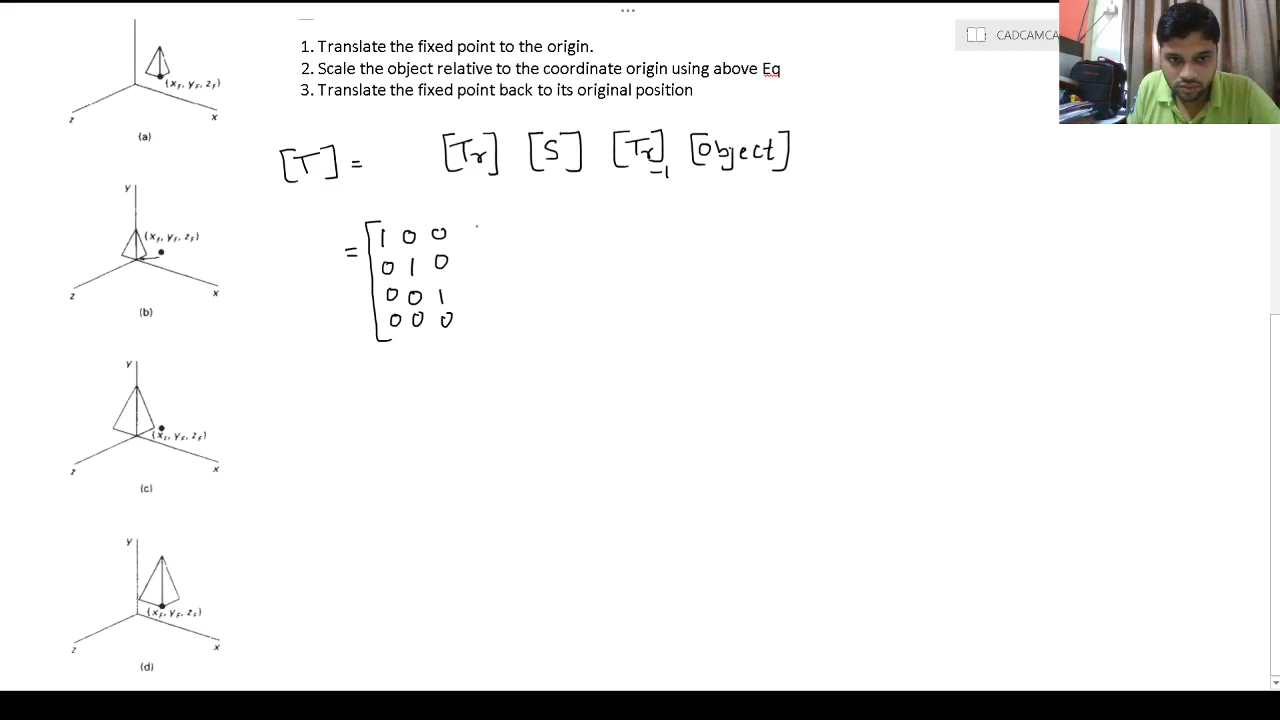 1. Translate the fixed point to the origin.
2. Scale the object relative to the coordinate origin using above Eq
3. Translate the fixed point back to its original position
CADCAMCA
(xF, yF, zF)
z x
(a)
[T] = [Tr] [S] [Tr]-1 [Object]
y
(xF, yF, zF)
z x
(b)
= [ 1 0 0
0 1 0
0 0 1
0 0 0
y
(xF, yF, zF)
z x
(c)
y
(xF, yF, zF)
z x
(d)